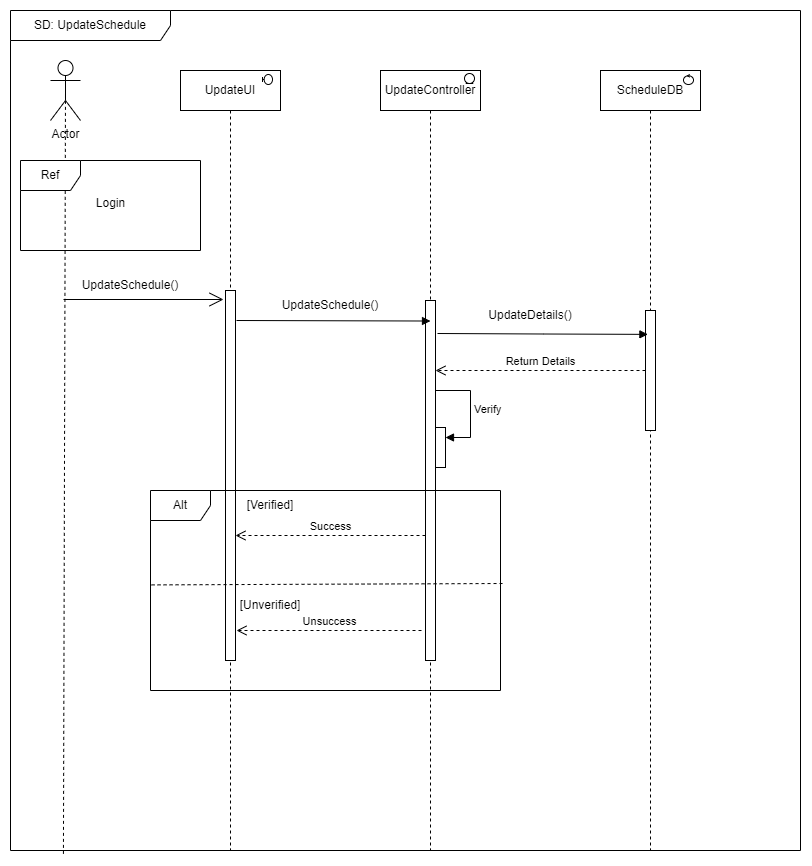 SD: UpdateSchedule
UpdateUI
UpdateController
ScheduleDB
Actor
Ref
Login
UpdateSchedule()
UpdateSchedule()
UpdateDetails()
Return Details
Verify
Alt
[Verified]
Success
[Unverified]
Unsuccess